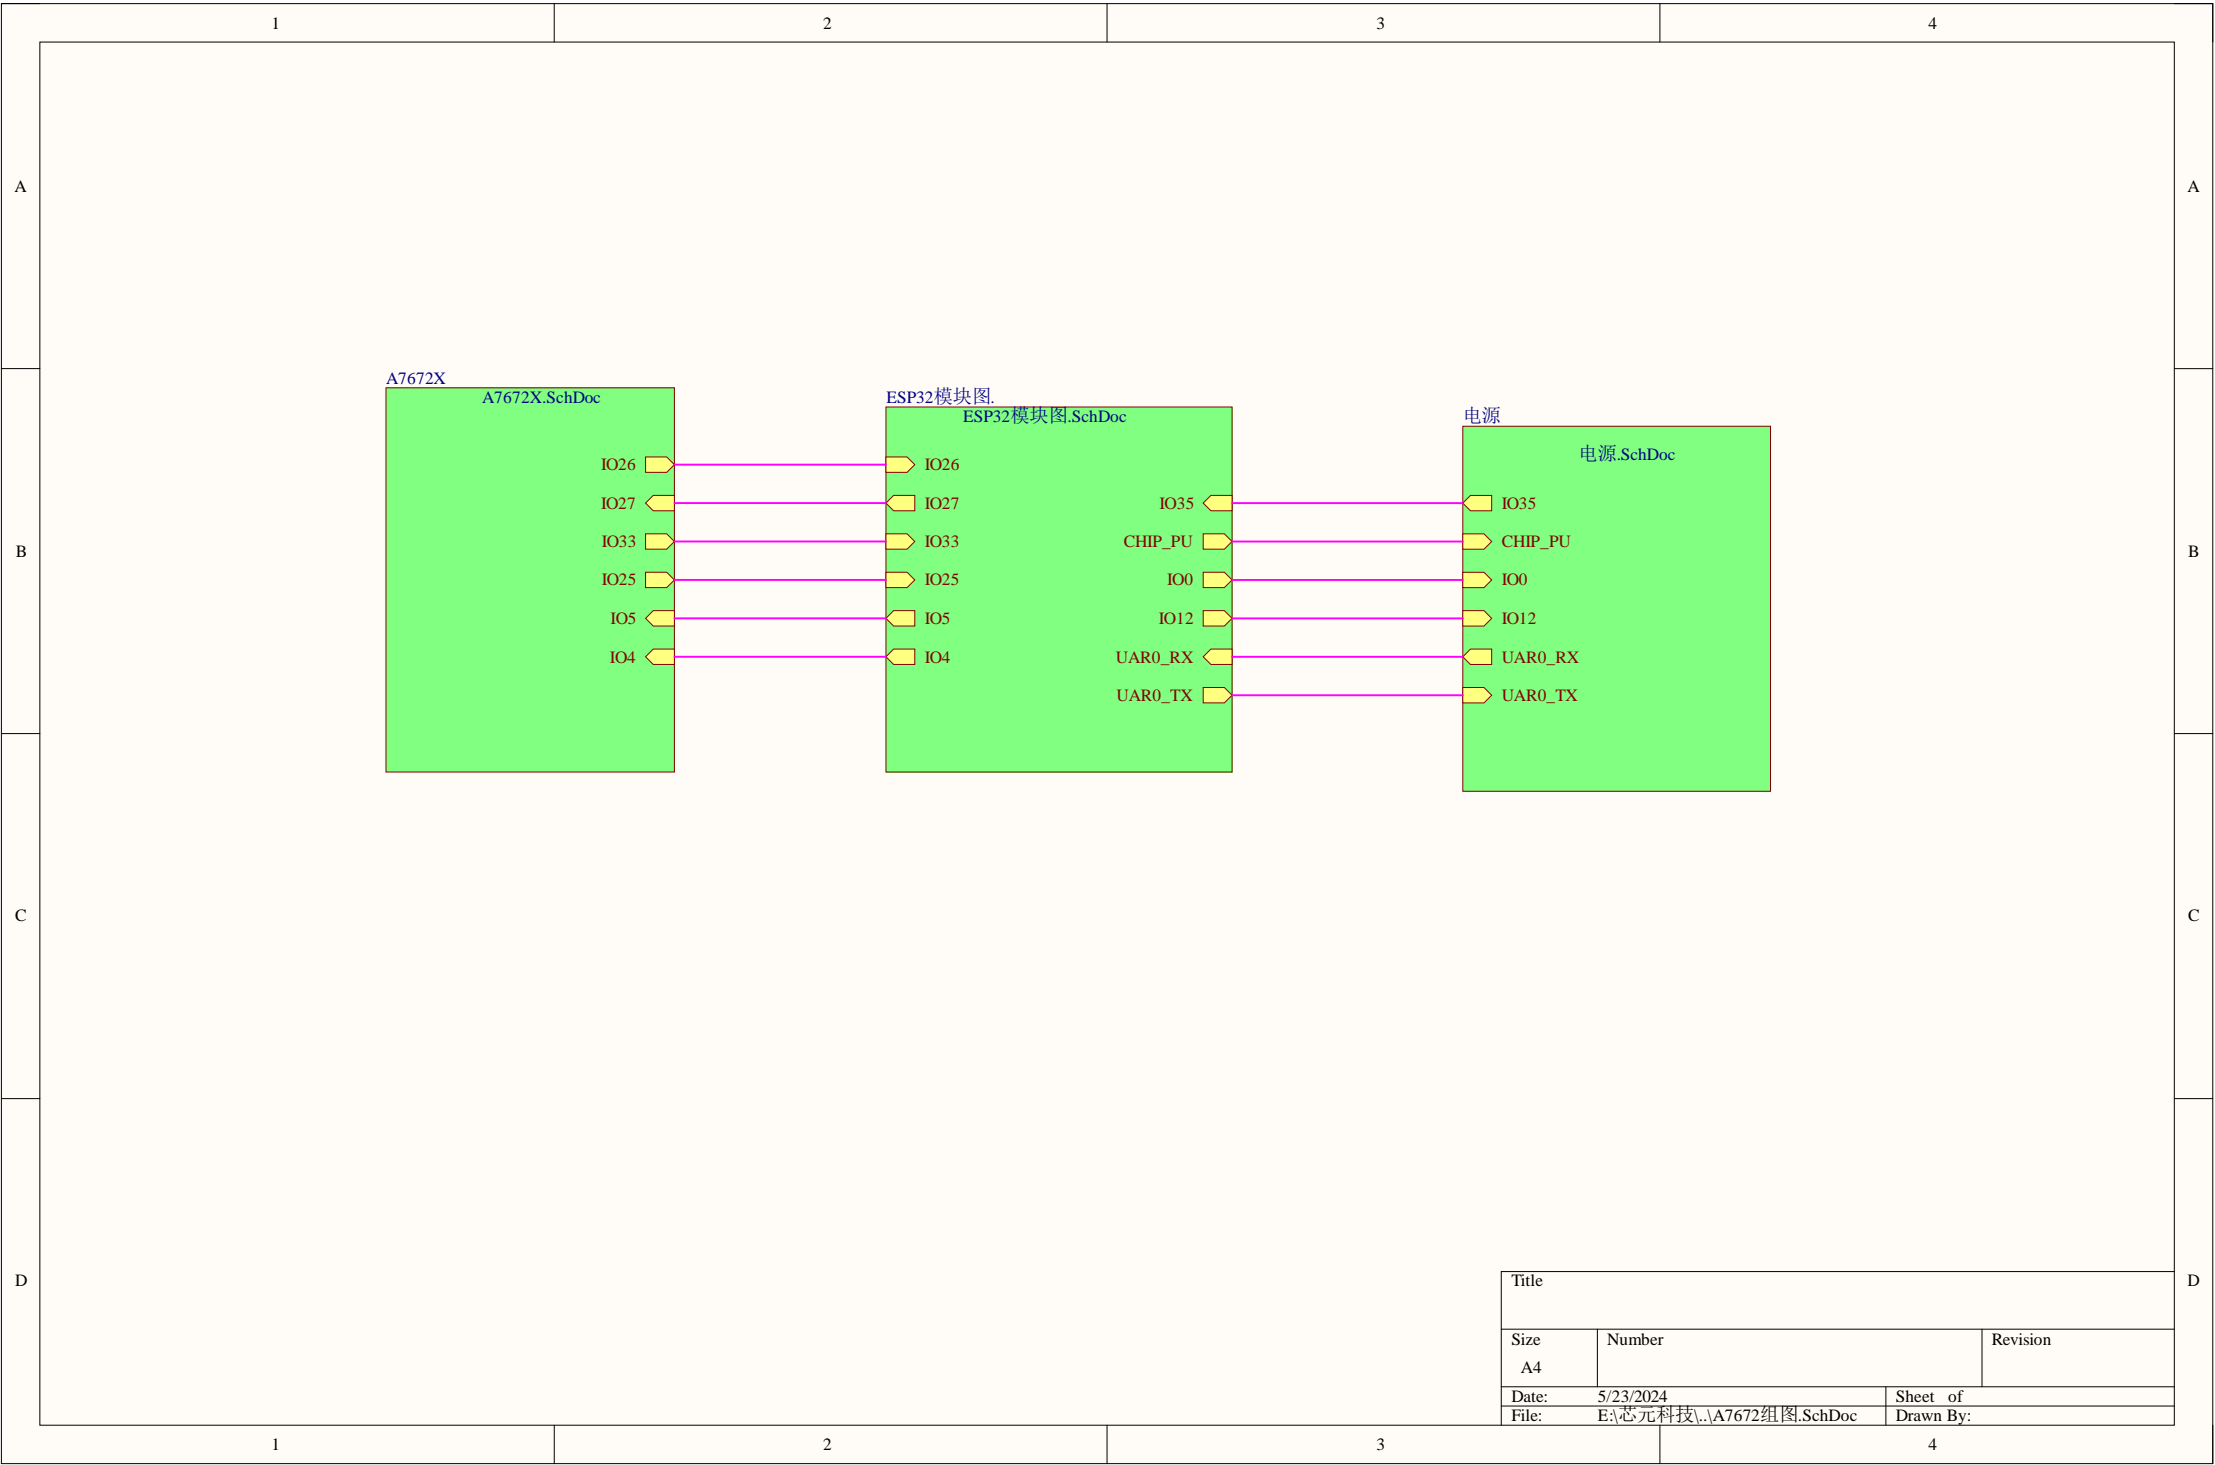 1 2 3 4
A A
A7672X
A7672X.SchDoc
IO26
IO27
IO33
IO25
IO5
IO4
ESP32模块图.
ESP32模块图.SchDoc
IO26
IO27
IO33
IO25
IO5
IO4
IO35
CHIP_PU
IO0
IO12
UAR0_RX
UAR0_TX
电源
电源.SchDoc
IO35
CHIP_PU
IO0
IO12
UAR0_RX
UAR0_TX
B B
C C
D D
Title
Size Number Revision
A4
Date: 5/23/2024 Sheet of
File: E:\芯元科技\..\A7672组图.SchDoc Drawn By:
1 2 3 4